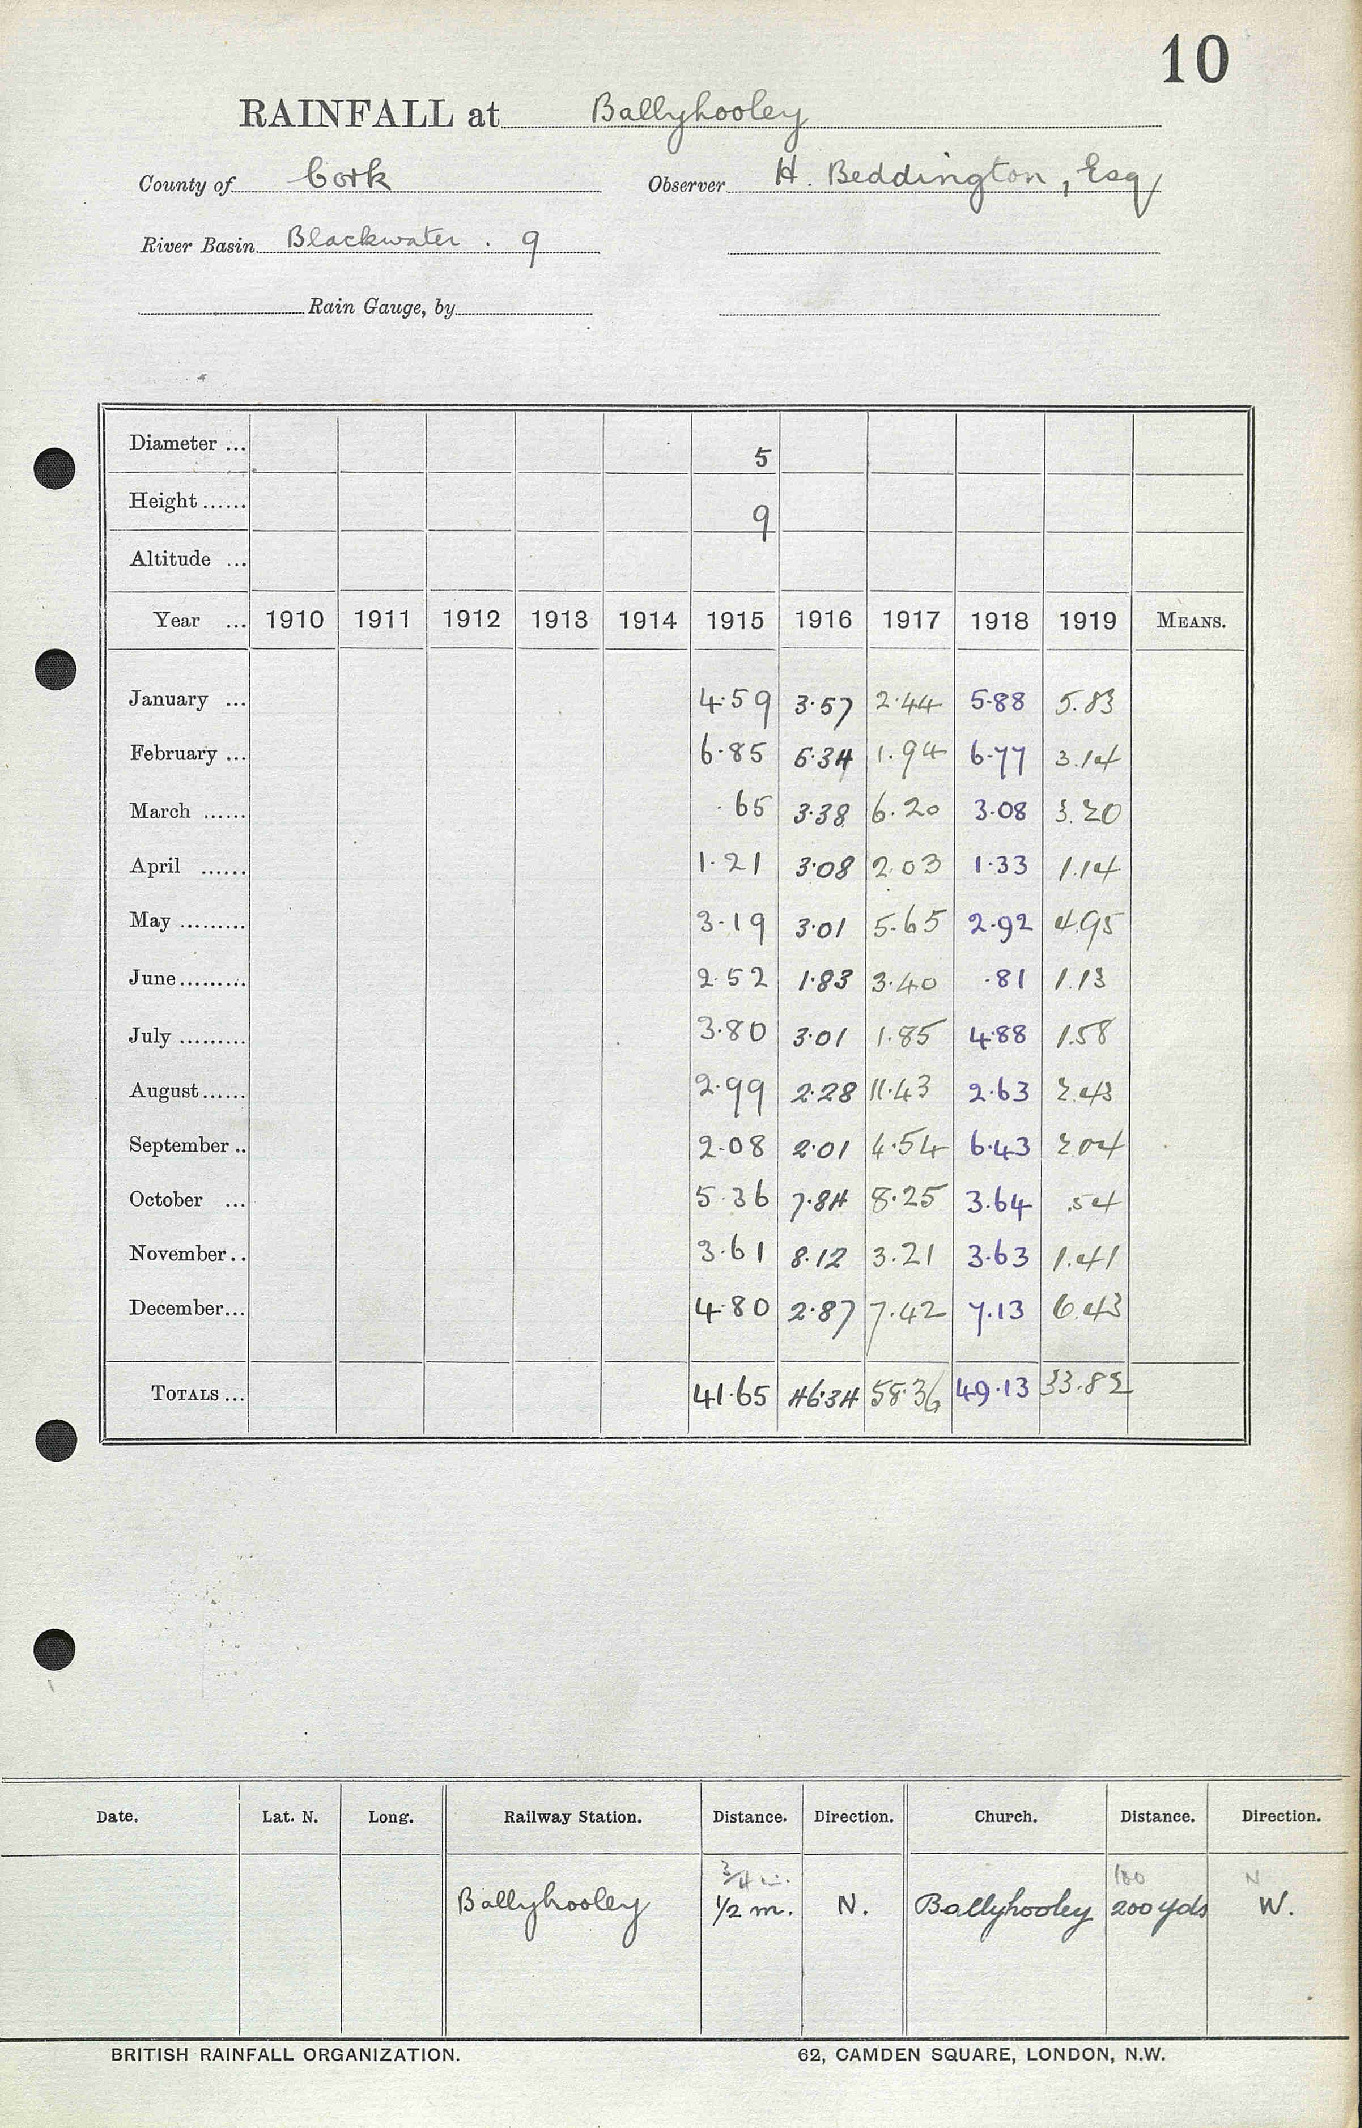 10
RAINFALL at Ballyhooley
County of Cork Observer H. Beddington, Esq
River Basin Blackwater . 9
Rain Gauge, by
Diameter ... 5
Height ...... 9
Altitude ...
Year ... 1910 1911 1912 1913 1914 1915 1916 1917 1918 1919 MEANS.
January ... 4.59 3.57 2.44 5.88 5.83
February ... 6.85 5.34 1.94 6.77 3.14
March ...... .65 3.38 6.20 3.08 3.20
April ...... 1.21 3.08 2.03 1.33 1.14
May ......... 3.19 3.01 5.65 2.92 4.95
June......... 2.52 1.83 3.40 .81 1.13
July ......... 3.80 3.01 1.85 4.88 1.58
August...... 2.99 2.28 11.43 2.63 2.43
September .. 2.08 2.01 4.54 6.43 2.04
October ... 5.36 7.84 8.25 3.64 .54
November.. 3.61 8.12 3.21 3.63 1.41
December... 4.80 2.87 7.42 7.13 6.43
TOTALS ... 41.65 46.34 58.36 49.13 33.82
Date. Lat. N. Long. Railway Station. Distance. Direction. Church. Distance. Direction.
3/4 m. 100 N
Ballyhooley 1/2 m. N. Ballyhooley 200 yds W.
BRITISH RAINFALL ORGANIZATION. 62, CAMDEN SQUARE, LONDON, N.W.